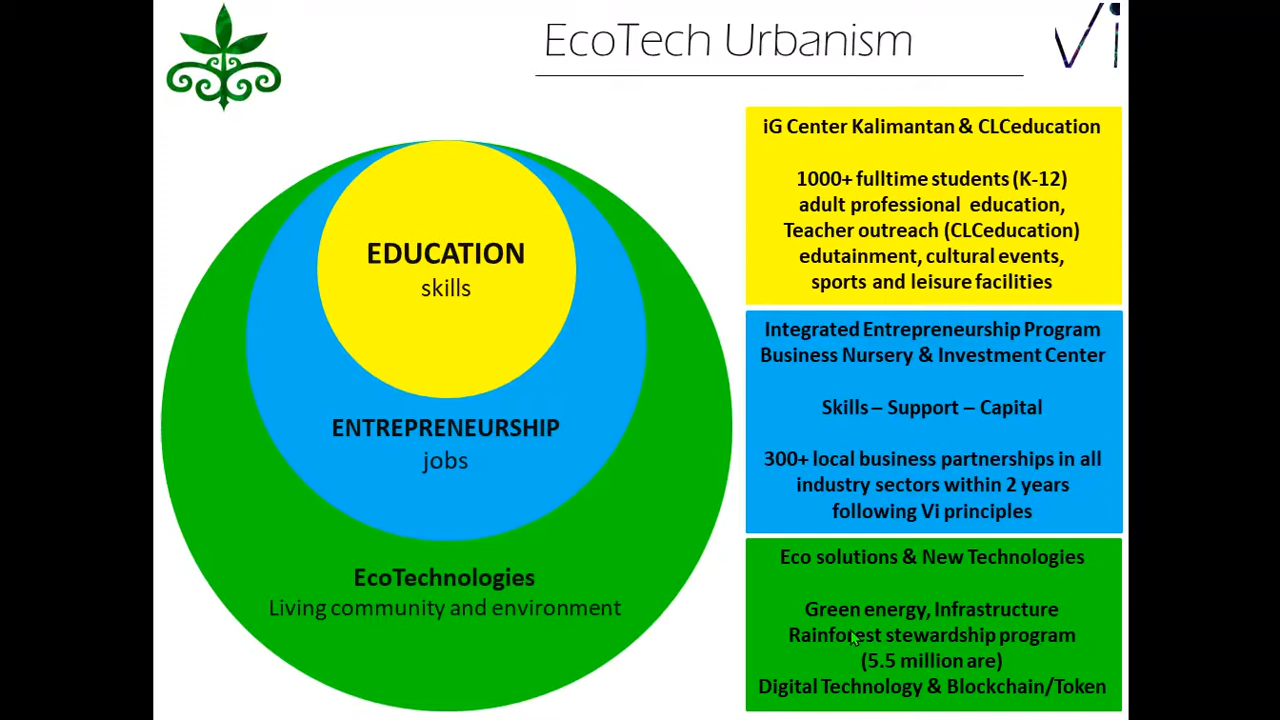 EcoTech Urbanism
Vi
EDUCATION
skills
ENTREPRENEURSHIP
jobs
EcoTechnologies
Living community and environment
iG Center Kalimantan & CLCeducation
1000+ fulltime students (K-12)
adult professional education,
Teacher outreach (CLCeducation)
edutainment, cultural events,
sports and leisure facilities
Integrated Entrepreneurship Program
Business Nursery & Investment Center
Skills – Support – Capital
300+ local business partnerships in all
industry sectors within 2 years
following Vi principles
Eco solutions & New Technologies
Green energy, Infrastructure
Rainforest stewardship program
(5.5 million are)
Digital Technology & Blockchain/Token